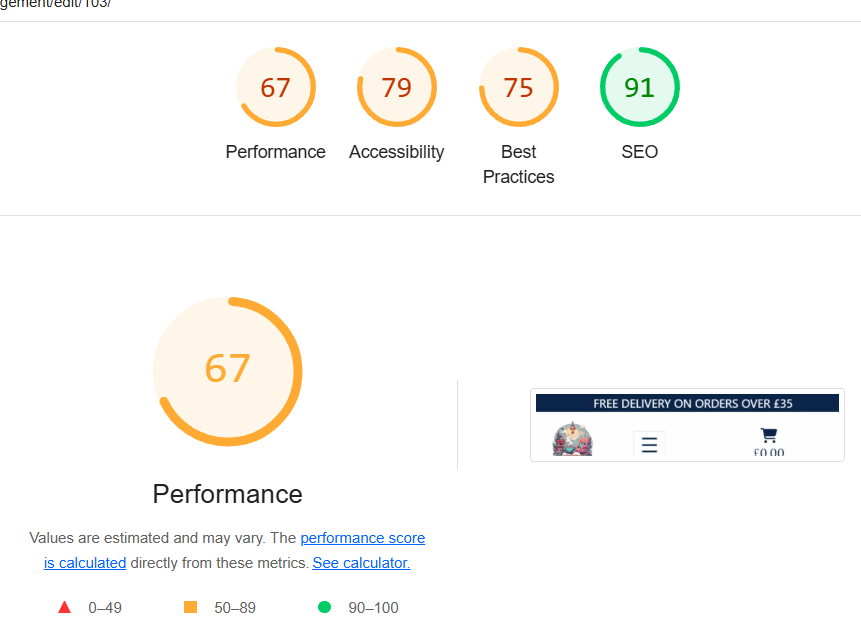 gement/edit/103/
67 79 75 91
Performance Accessibility Best Practices SEO
67
FREE DELIVERY ON ORDERS OVER £35
£0.00
Performance
Values are estimated and may vary. The performance score
is calculated directly from these metrics. See calculator.
0–49 50–89 90–100